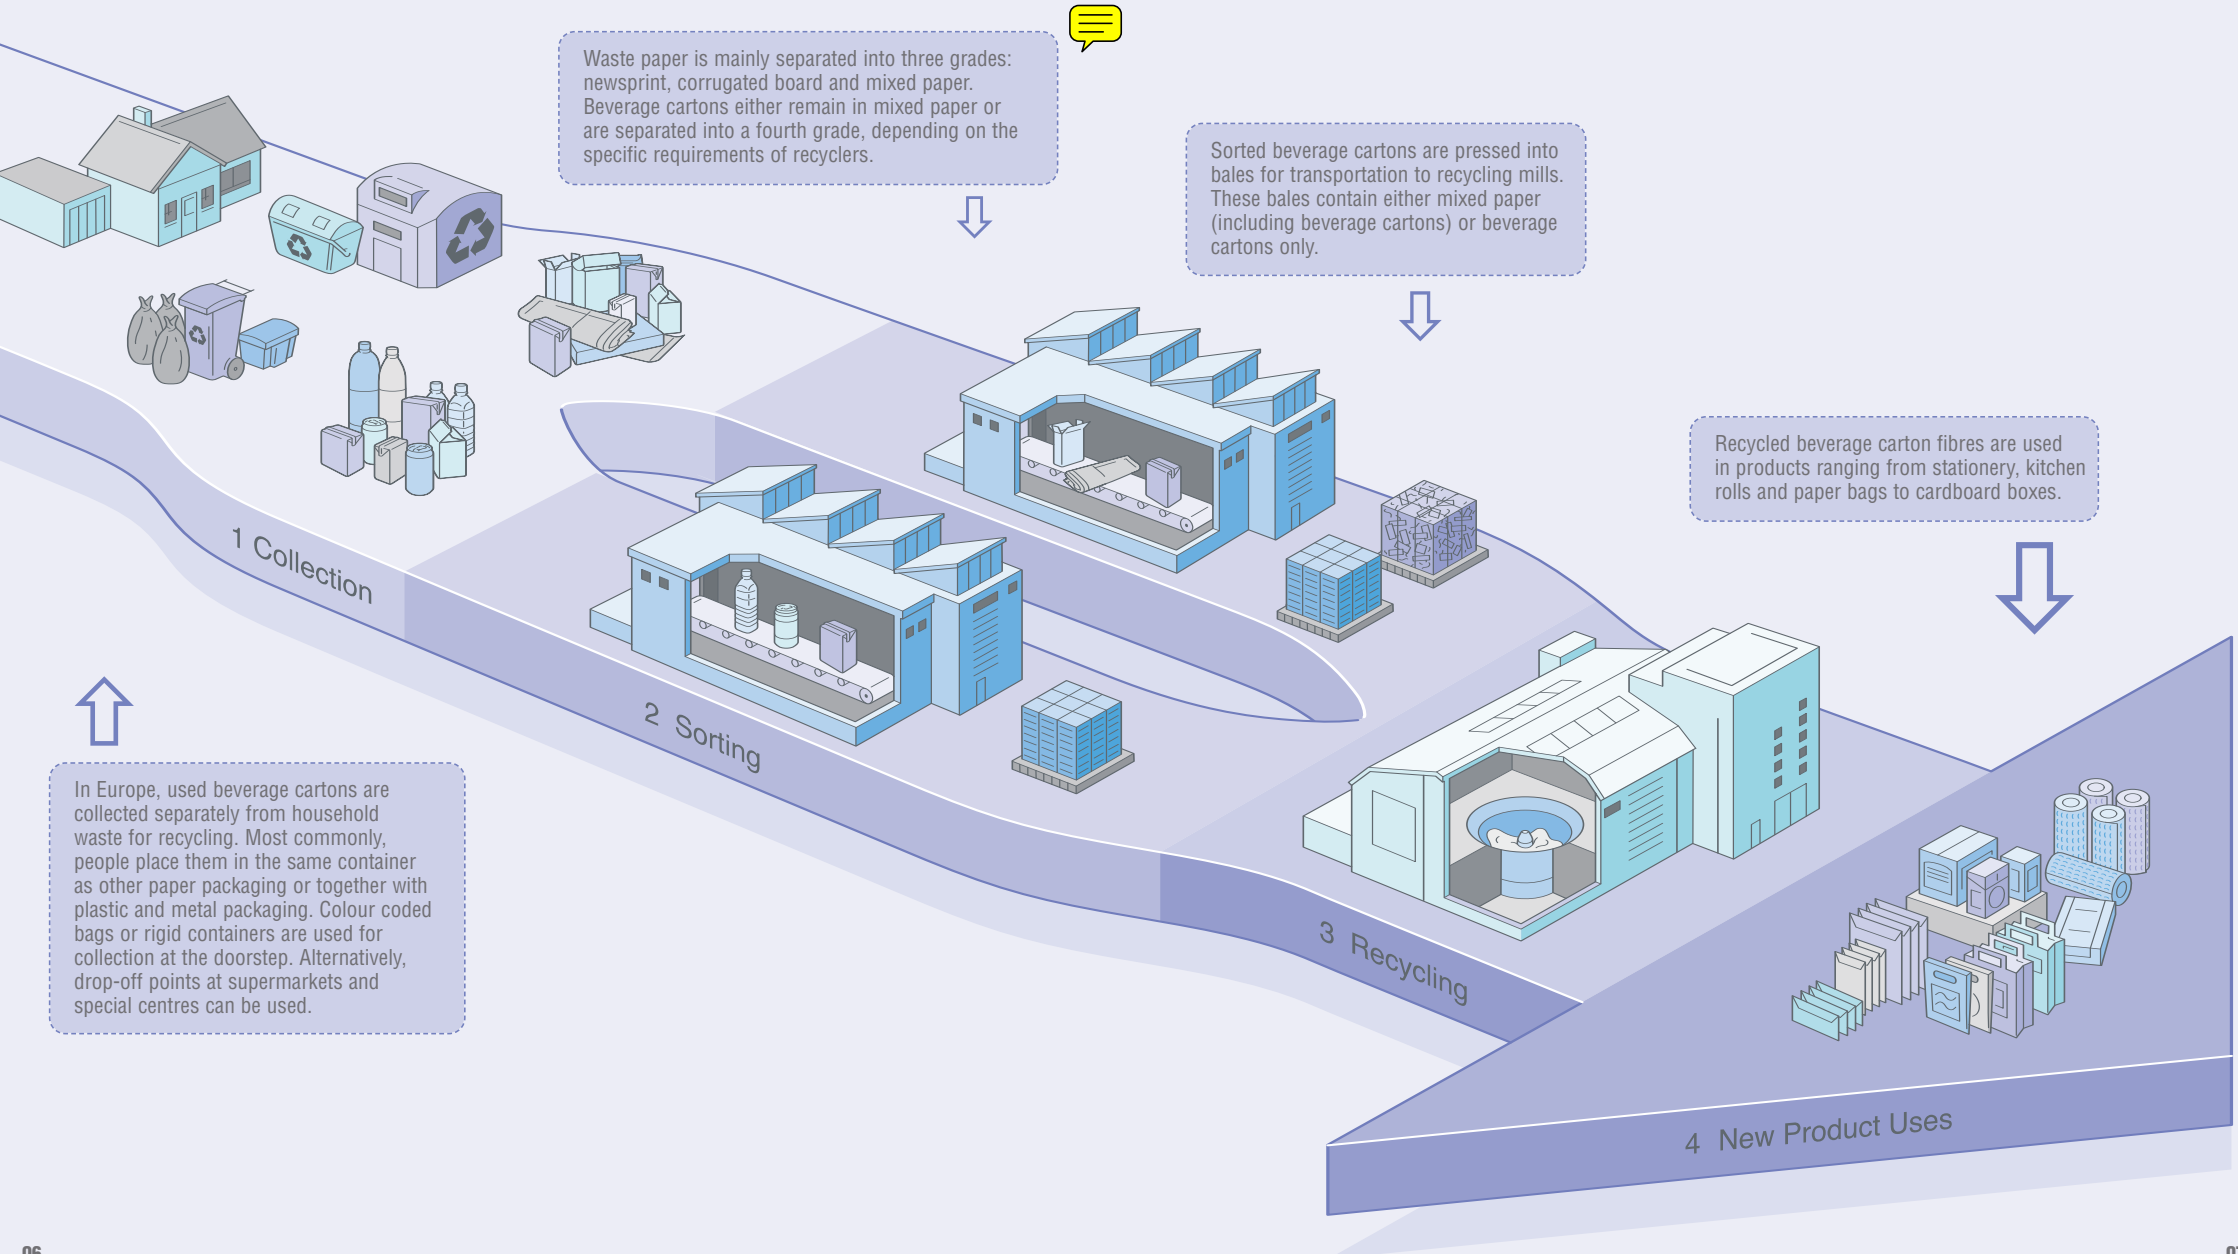 Waste paper is mainly separated into three grades:
newsprint, corrugated board and mixed paper.
Beverage cartons either remain in mixed paper or
are separated into a fourth grade, depending on the
specific requirements of recyclers.
Sorted beverage cartons are pressed into
bales for transportation to recycling mills.
These bales contain either mixed paper
(including beverage cartons) or beverage
cartons only.
Recycled beverage carton fibres are used
in products ranging from stationery, kitchen
rolls and paper bags to cardboard boxes.
1 Collection
2 Sorting
In Europe, used beverage cartons are
collected separately from household
waste for recycling. Most commonly,
people place them in the same container
as other paper packaging or together with
plastic and metal packaging. Colour coded
bags or rigid containers are used for
collection at the doorstep. Alternatively,
drop-off points at supermarkets and
special centres can be used.
3 Recycling
4 New Product Uses
06